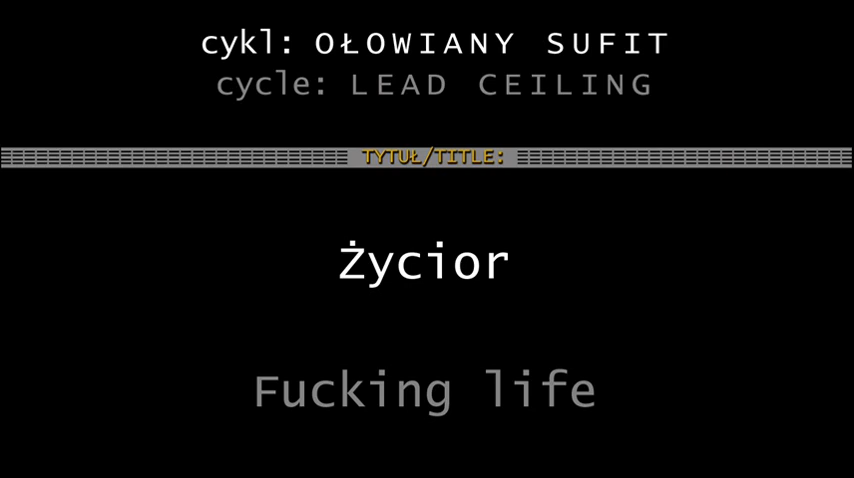 cykl: OŁOWIANY SUFIT
cycle: LEAD CEILING
TYTUŁ/TITLE:
Życior
Fucking life